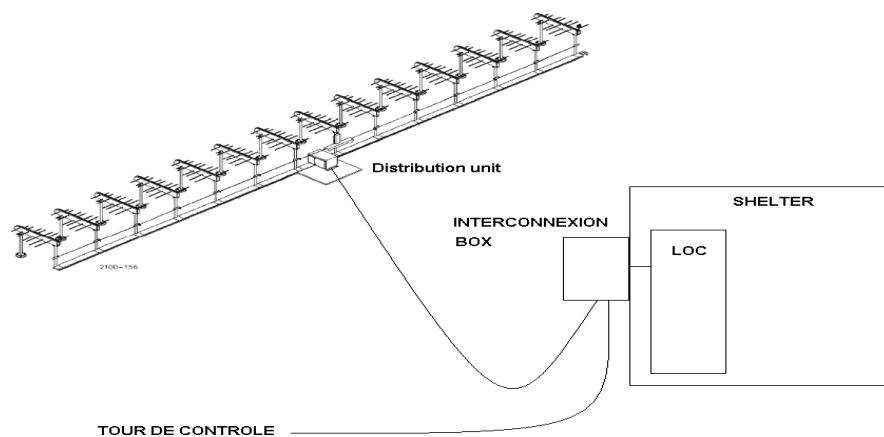 Distribution unit
SHELTER
INTERCONNEXION
BOX
LOC
2100-156
TOUR DE CONTROLE